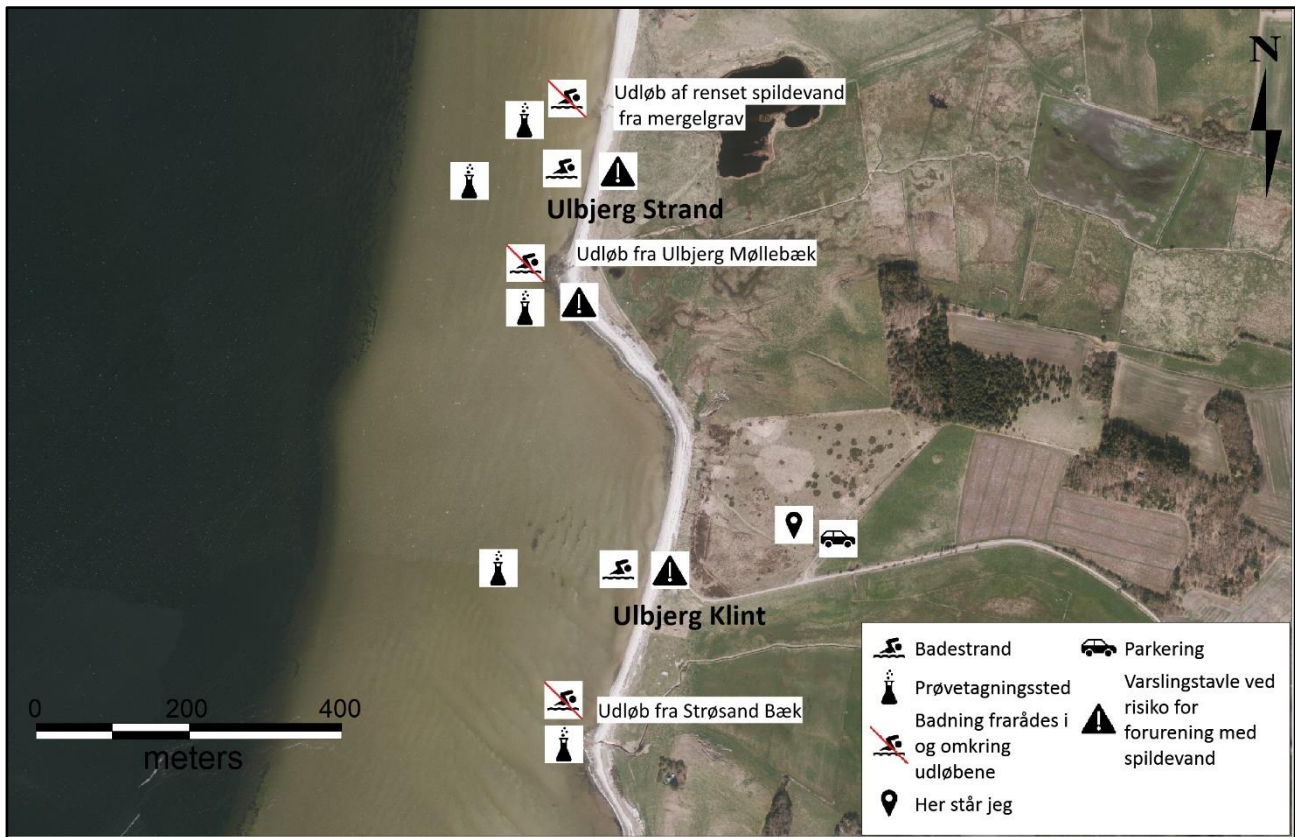 N
Udløb af renset spildevand
fra mergelgrav
Ulbjerg Strand
Udløb fra Ulbjerg Møllebæk
Ulbjerg Klint
Udløb fra Strøsand Bæk
0 200 400
meters
Badestrand
Prøvetagningssted
Badning frarådes i
og omkring
udløbene
Her står jeg
Parkering
Varslingstavle ved
risiko for
forurening med
spildevand